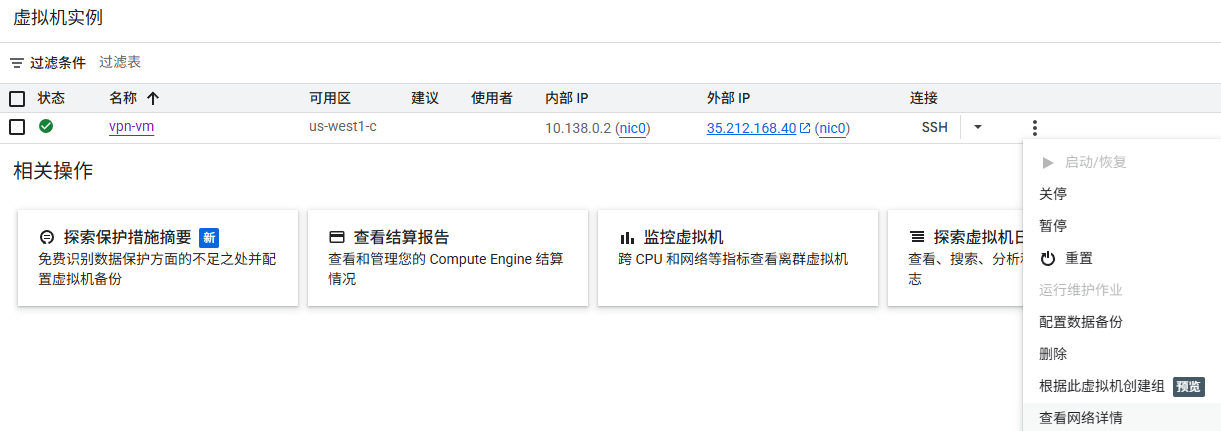 虚拟机实例
过滤条件 过滤表
状态 名称 可用区 建议 使用者 内部 IP 外部 IP 连接
vpn-vm us-west1-c 10.138.0.2 (nic0) 35.212.168.40 (nic0) SSH
相关操作
启动/恢复
关停
暂停
重置
运行维护作业
配置数据备份
删除
根据此虚拟机创建组 预览
查看网络详情
探索保护措施摘要 新
免费识别数据保护方面的不足之处并配
置虚拟机备份
查看结算报告
查看和管理您的 Compute Engine 结算
情况
监控虚拟机
跨 CPU 和网络等指标查看离群虚拟机
探索虚拟机
查看、搜索、分析
志